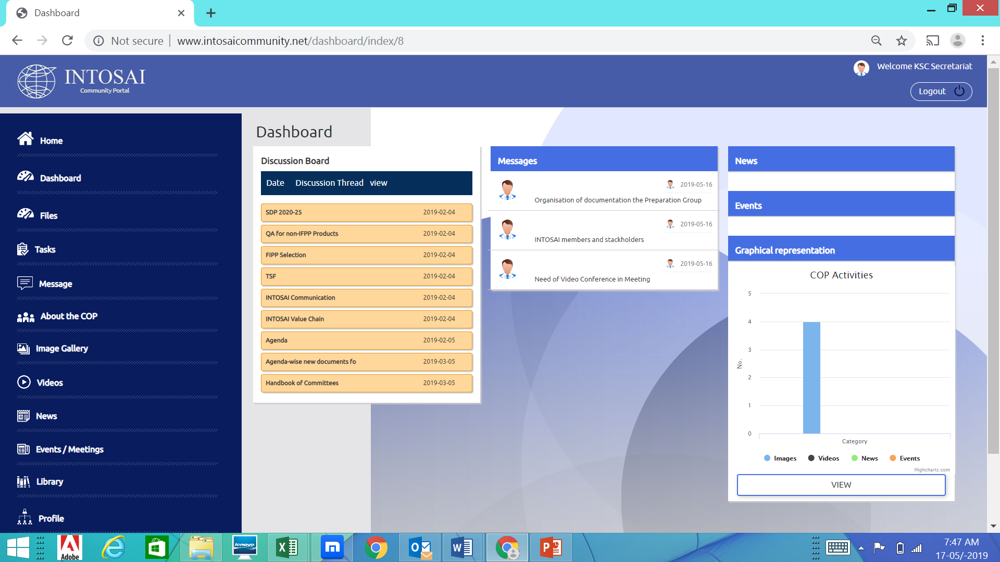 Dashboard
Not secure | www.intosaicommunity.net/dashboard/index/8
INTOSAI
Community Portal
Welcome KSC Secretariat
Logout
Home
Dashboard
Files
Tasks
Message
About the COP
Image Gallery
Videos
News
Events / Meetings
Library
Profile
Dashboard
Discussion Board
Date Discussion Thread view
SDP 2020-25 2019-02-04
QA for non-IFPP Products 2019-02-04
FIPP Selection 2019-02-04
TSF 2019-02-04
INTOSAI Communication 2019-02-04
INTOSAI Value Chain 2019-02-04
Agenda 2019-02-05
Agenda-wise new documents fo 2019-03-05
Handbook of Committees 2019-03-05
Messages
2019-05-16
Organisation of documentation the Preparation Group
2019-05-16
INTOSAI members and stackholders
2019-05-16
Need of Video Conference in Meeting
News
Events
Graphical representation
COP Activities
5
4
3
2
1
0
No.
Category
Images Videos News Events
Highcharts.com
VIEW
Adobe
lenovo
7:47 AM
17-05/-2019